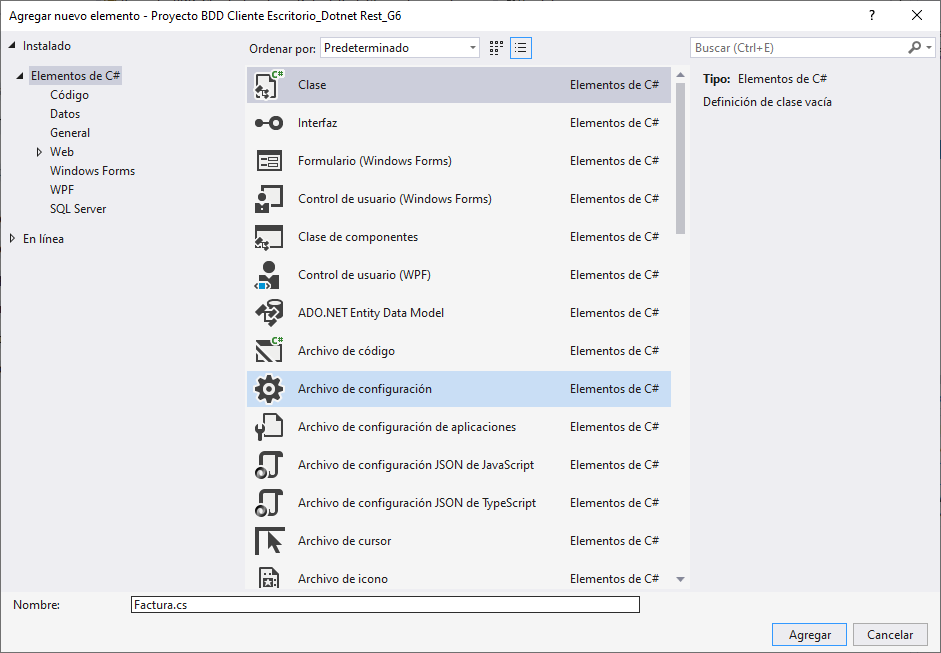 Agregar nuevo elemento - Proyecto BDD Cliente Escritorio_Dotnet Rest_G6
?
Instalado
Elementos de C#
Código
Datos
General
Web
Windows Forms
WPF
SQL Server
En línea
Ordenar por: Predeterminado
Buscar (Ctrl+E)
Clase Elementos de C#
Interfaz Elementos de C#
Formulario (Windows Forms) Elementos de C#
Control de usuario (Windows Forms) Elementos de C#
Clase de componentes Elementos de C#
Control de usuario (WPF) Elementos de C#
ADO.NET Entity Data Model Elementos de C#
Archivo de código Elementos de C#
Archivo de configuración Elementos de C#
Archivo de configuración de aplicaciones Elementos de C#
Archivo de configuración JSON de JavaScript Elementos de C#
Archivo de configuración JSON de TypeScript Elementos de C#
Archivo de cursor Elementos de C#
Archivo de icono Elementos de C#
Tipo: Elementos de C#
Definición de clase vacía
Nombre: Factura.cs
Agregar Cancelar